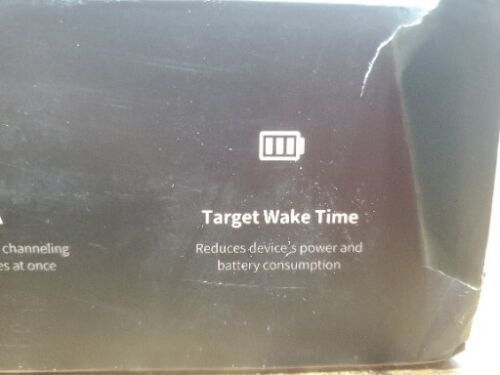 A
channeling
es at once
Target Wake Time
Reduces device's power and
battery consumption